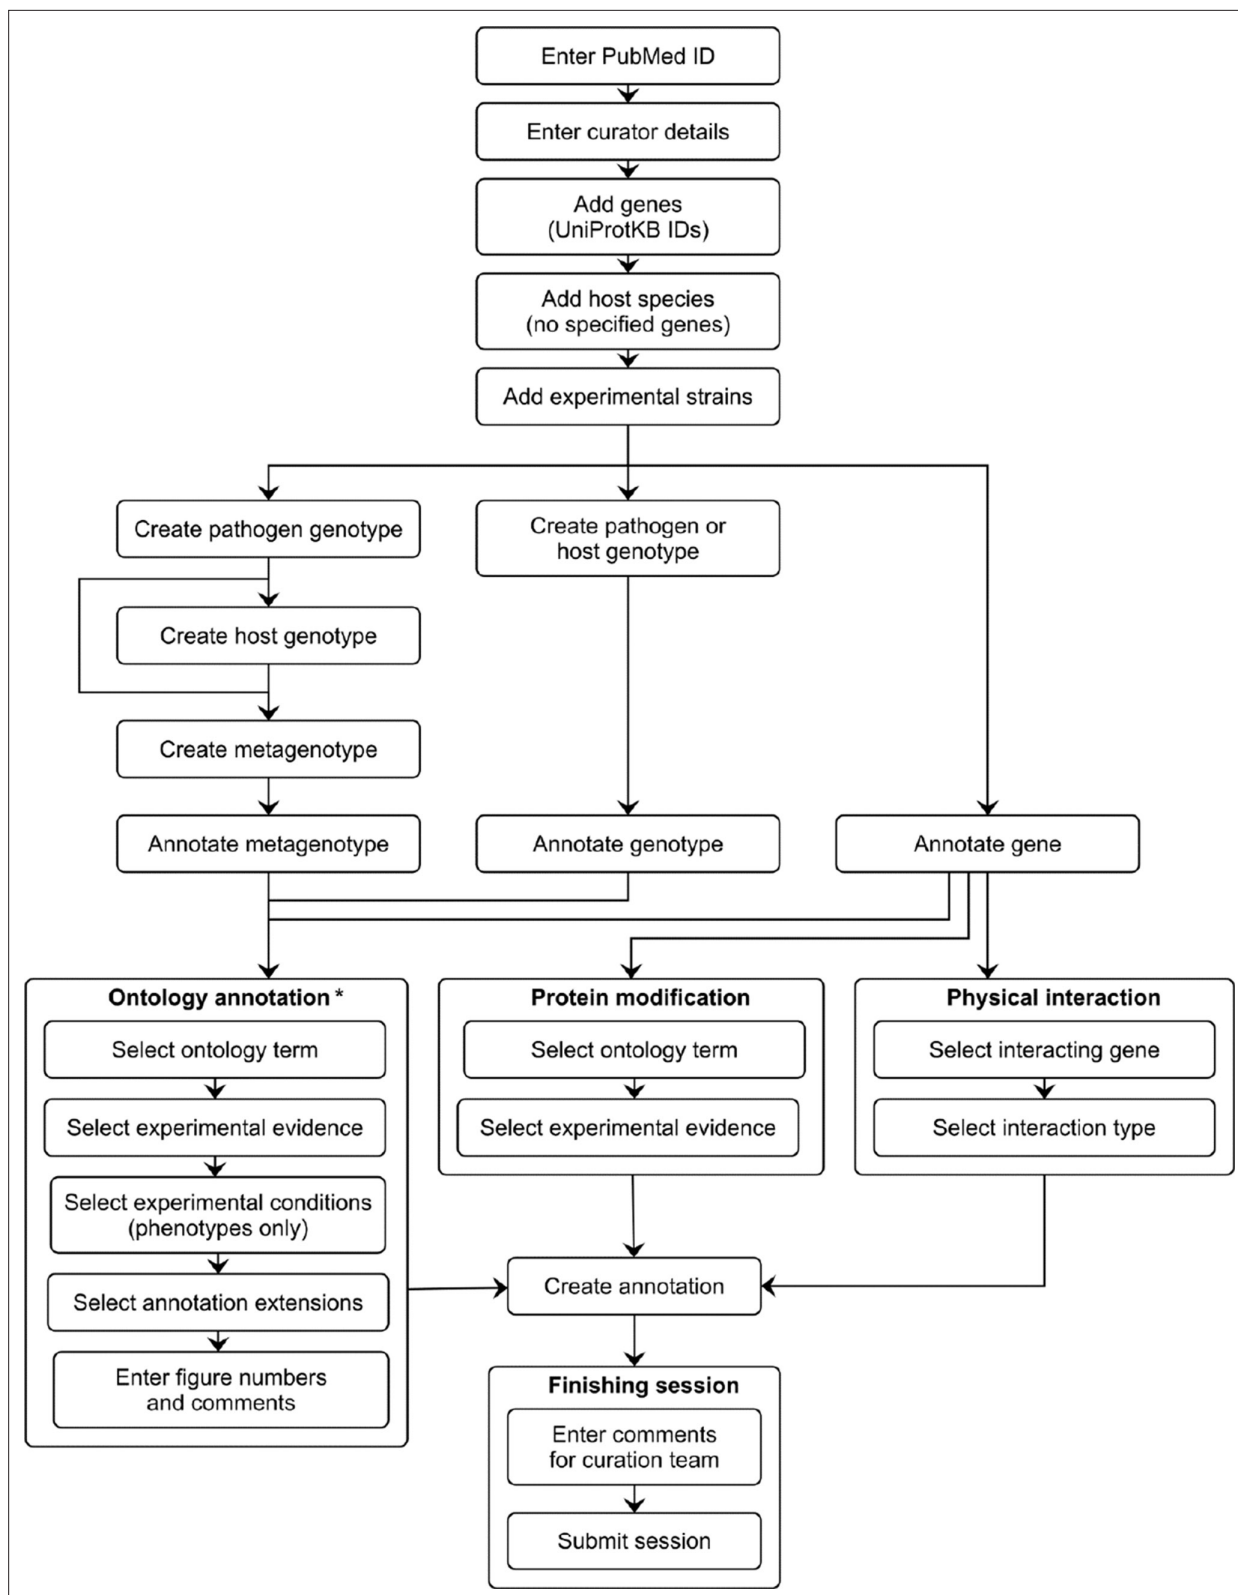 Enter PubMed ID
Enter curator details
Add genes
(UniProtKB IDs)
Add host species
(no specified genes)
Add experimental strains
Create pathogen genotype
Create pathogen or
host genotype
Create host genotype
Create metagenotype
Annotate metagenotype
Annotate genotype
Annotate gene
Ontology annotation *
Select ontology term
Select experimental evidence
Select experimental conditions
(phenotypes only)
Select annotation extensions
Enter figure numbers
and comments
Protein modification
Select ontology term
Select experimental evidence
Physical interaction
Select interacting gene
Select interaction type
Create annotation
Finishing session
Enter comments
for curation team
Submit session